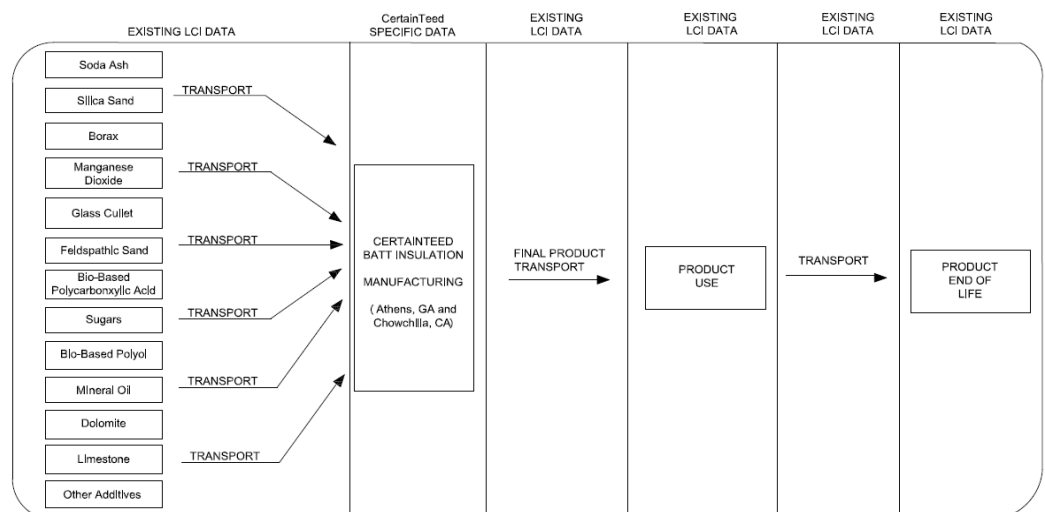 EXISTING LCI DATA
CertainTeed
SPECIFIC DATA
EXISTING
LCI DATA
EXISTING
LCI DATA
EXISTING
LCI DATA
EXISTING
LCI DATA
Soda Ash
Silica Sand
Borax
Manganese
Dioxide
Glass Cullet
Feldspathic Sand
Bio-Based
Polycarbonxylic Acid
Sugars
Bio-Based Polyol
Mineral Oil
Dolomite
Limestone
Other Additives
TRANSPORT
TRANSPORT
TRANSPORT
TRANSPORT
TRANSPORT
TRANSPORT
CERTAINTEED
BATT INSULATION
MANUFACTURING
( Athens, GA and
Chowchilla, CA)
FINAL PRODUCT
TRANSPORT
PRODUCT
USE
TRANSPORT
PRODUCT
END OF
LIFE